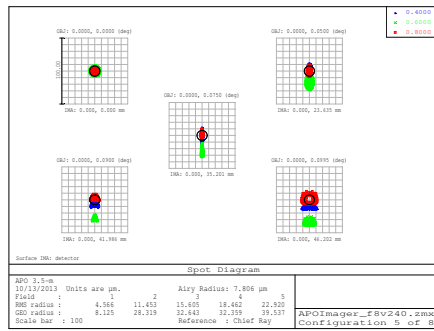 + 0.4000
× 0.6000
■ 0.8000
OBJ: 0.0000, 0.0000 (deg)
OBJ: 0.0000, 0.0500 (deg)
100.00
IMA: 0.000, 0.000 mm
IMA: 0.000, 23.635 mm
OBJ: 0.0000, 0.0750 (deg)
IMA: 0.000, 35.201 mm
OBJ: 0.0000, 0.0900 (deg)
OBJ: 0.0000, 0.0995 (deg)
IMA: 0.000, 41.986 mm
IMA: 0.000, 46.202 mm
Surface IMA: detector
Spot Diagram
APO 3.5-m
10/13/2013 Units are µm. Airy Radius: 7.806 µm
Field : 1 2 3 4 5
RMS radius : 4.566 11.453 15.605 18.462 22.920
GEO radius : 8.125 28.319 32.643 32.359 39.537
Scale bar : 100 Reference : Chief Ray
APOImager_f8v240.zmx
Configuration 5 of 8